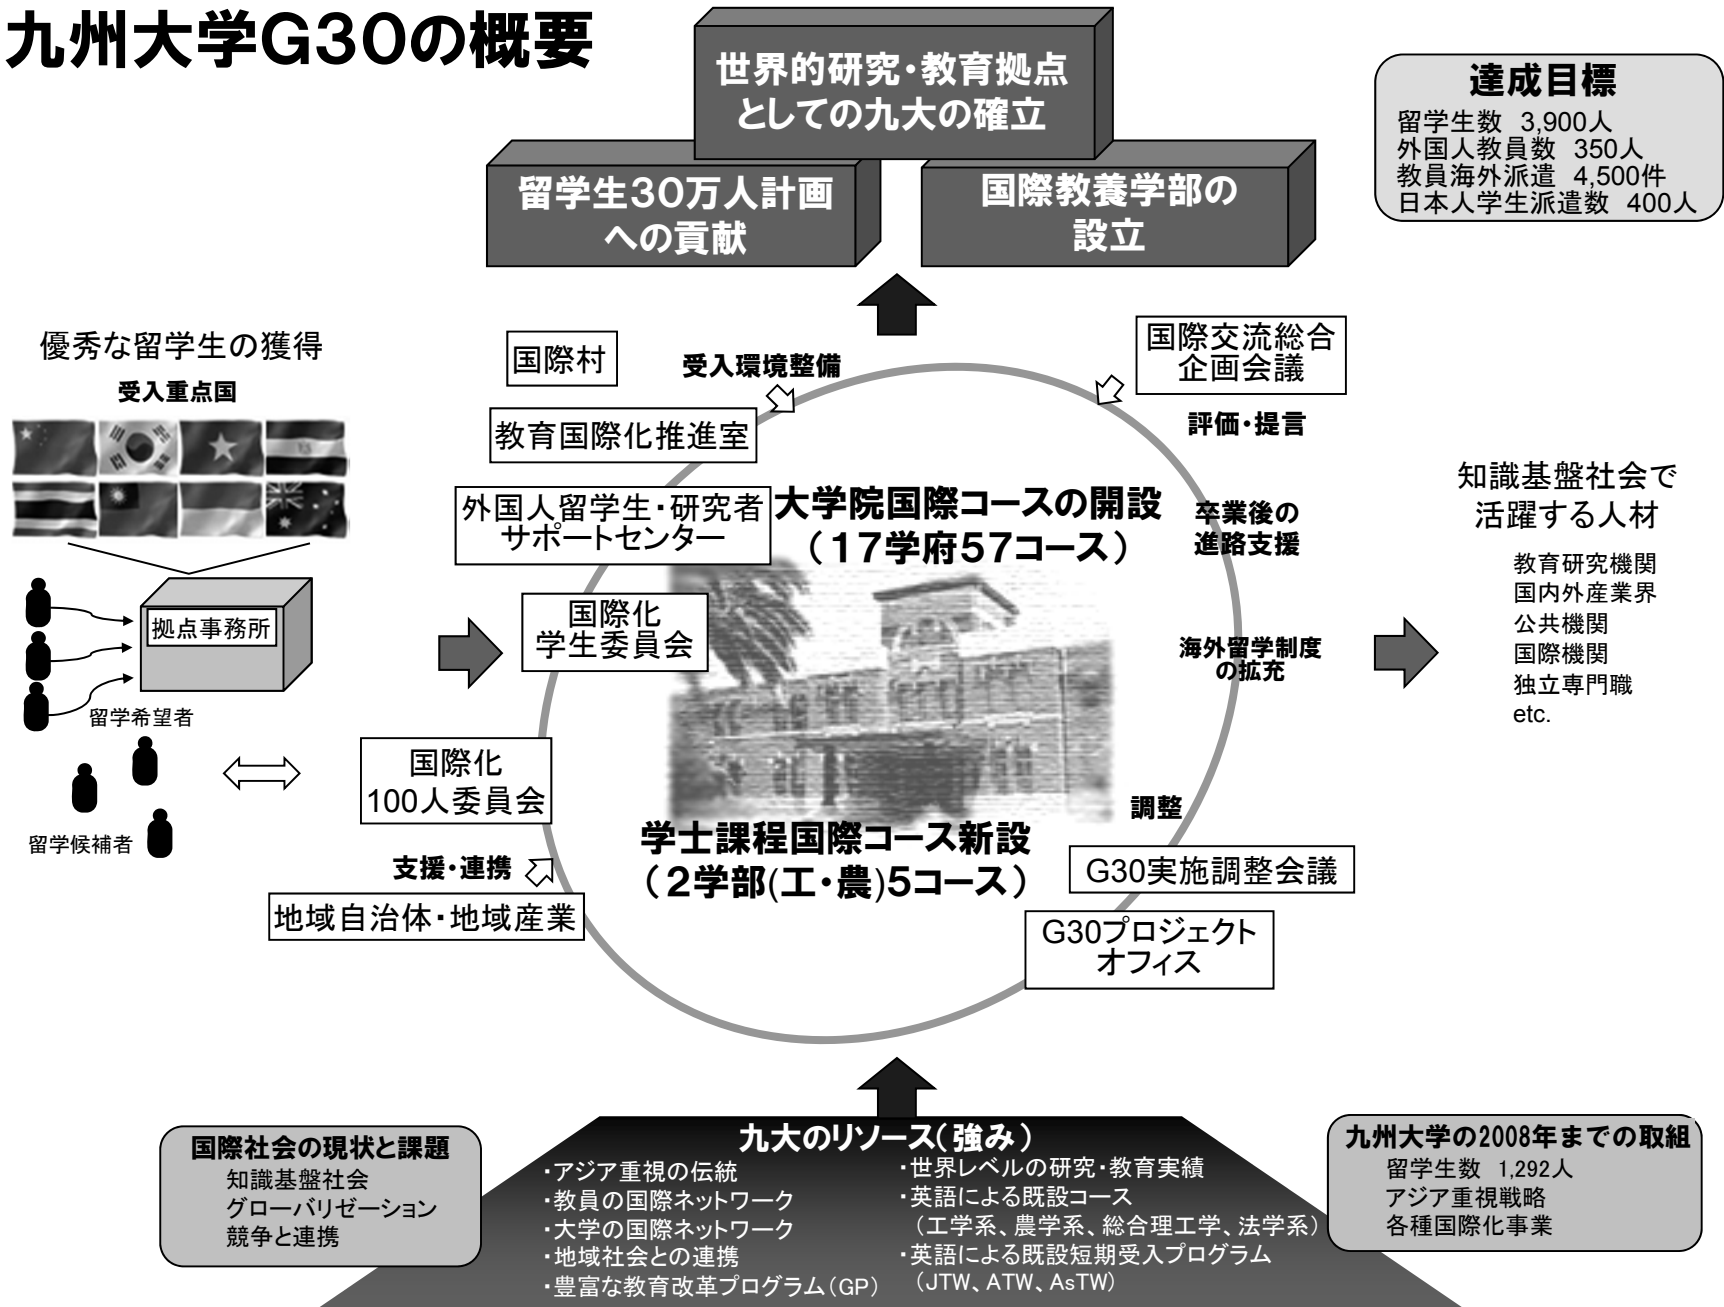 九州大学G30の概要
世界的研究・教育拠点
としての九大の確立
留学生30万人計画
への貢献
国際教養学部の
設立
達成目標
留学生数 3,900人
外国人教員数 350人
教員海外派遣 4,500件
日本人学生派遣数 400人
優秀な留学生の獲得
受入重点国
拠点事務所
留学希望者
留学候補者
国際村
受入環境整備
教育国際化推進室
外国人留学生・研究者
サポートセンター
国際化
学生委員会
国際化
100人委員会
支援・連携
地域自治体・地域産業
国際交流総合
企画会議
評価・提言
大学院国際コースの開設
（17学府57コース）
卒業後の
進路支援
海外留学制度
の拡充
学士課程国際コース新設
（2学部(工・農)5コース）
調整
G30実施調整会議
G30プロジェクト
オフィス
知識基盤社会で
活躍する人材
教育研究機関
国内外産業界
公共機関
国際機関
独立専門職
etc.
国際社会の現状と課題
知識基盤社会
グローバリゼーション
競争と連携
九大のリソース（強み）
・アジア重視の伝統
・教員の国際ネットワーク
・大学の国際ネットワーク
・地域社会との連携
・豊富な教育改革プログラム（GP）
・世界レベルの研究・教育実績
・英語による既設コース
（工学系、農学系、総合理工学、法学系）
・英語による既設短期受入プログラム
（JTW、ATW、AsTW）
九州大学の2008年までの取組
留学生数 1,292人
アジア重視戦略
各種国際化事業